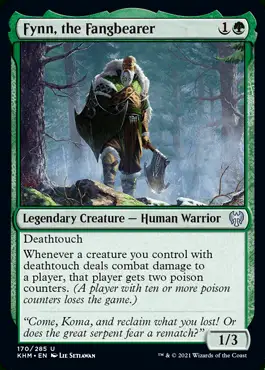 Fynn, the Fangbearer 1
Legendary Creature — Human Warrior
Deathtouch
Whenever a creature you control with
deathtouch deals combat damage to
a player, that player gets two poison
counters. (A player with ten or more poison
counters loses the game.)
"Come, Koma, and reclaim what you lost! Or
does the great serpent fear a rematch?"
1/3
170/285 U
KHM • EN LIE SETIAWAN
™ & © 2021 Wizards of the Coast